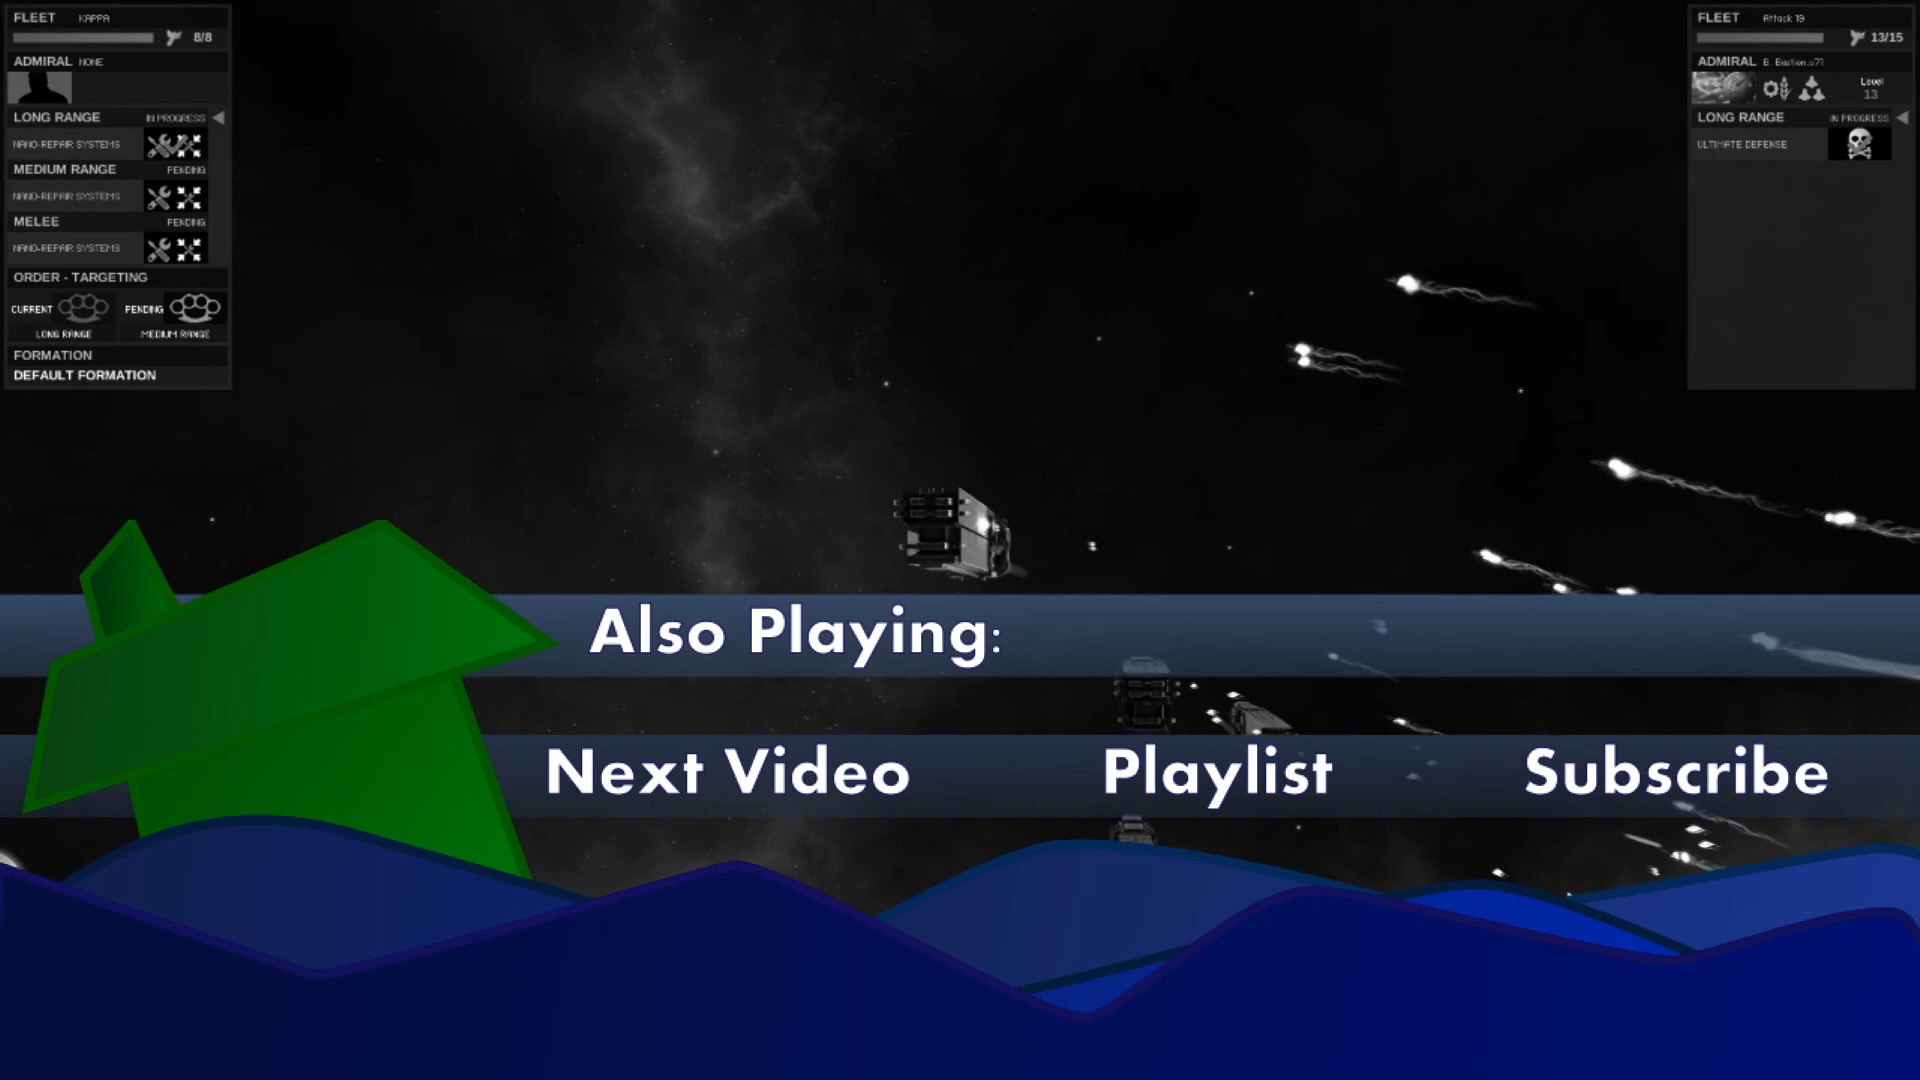 FLEET KAPPA
8/8
ADMIRAL NONE
LONG RANGE IN PROGRESS
NANO-REPAIR SYSTEMS
MEDIUM RANGE PENDING
NANO-REPAIR SYSTEMS
MELEE PENDING
NANO-REPAIR SYSTEMS
ORDER - TARGETING
CURRENT PENDING
LONG RANGE MEDIUM RANGE
FORMATION
DEFAULT FORMATION
FLEET Attack 19
13/15
ADMIRAL B. Bastion.v71
Level
13
LONG RANGE IN PROGRESS
ULTIMATE DEFENSE
Also Playing:
Next Video Playlist Subscribe